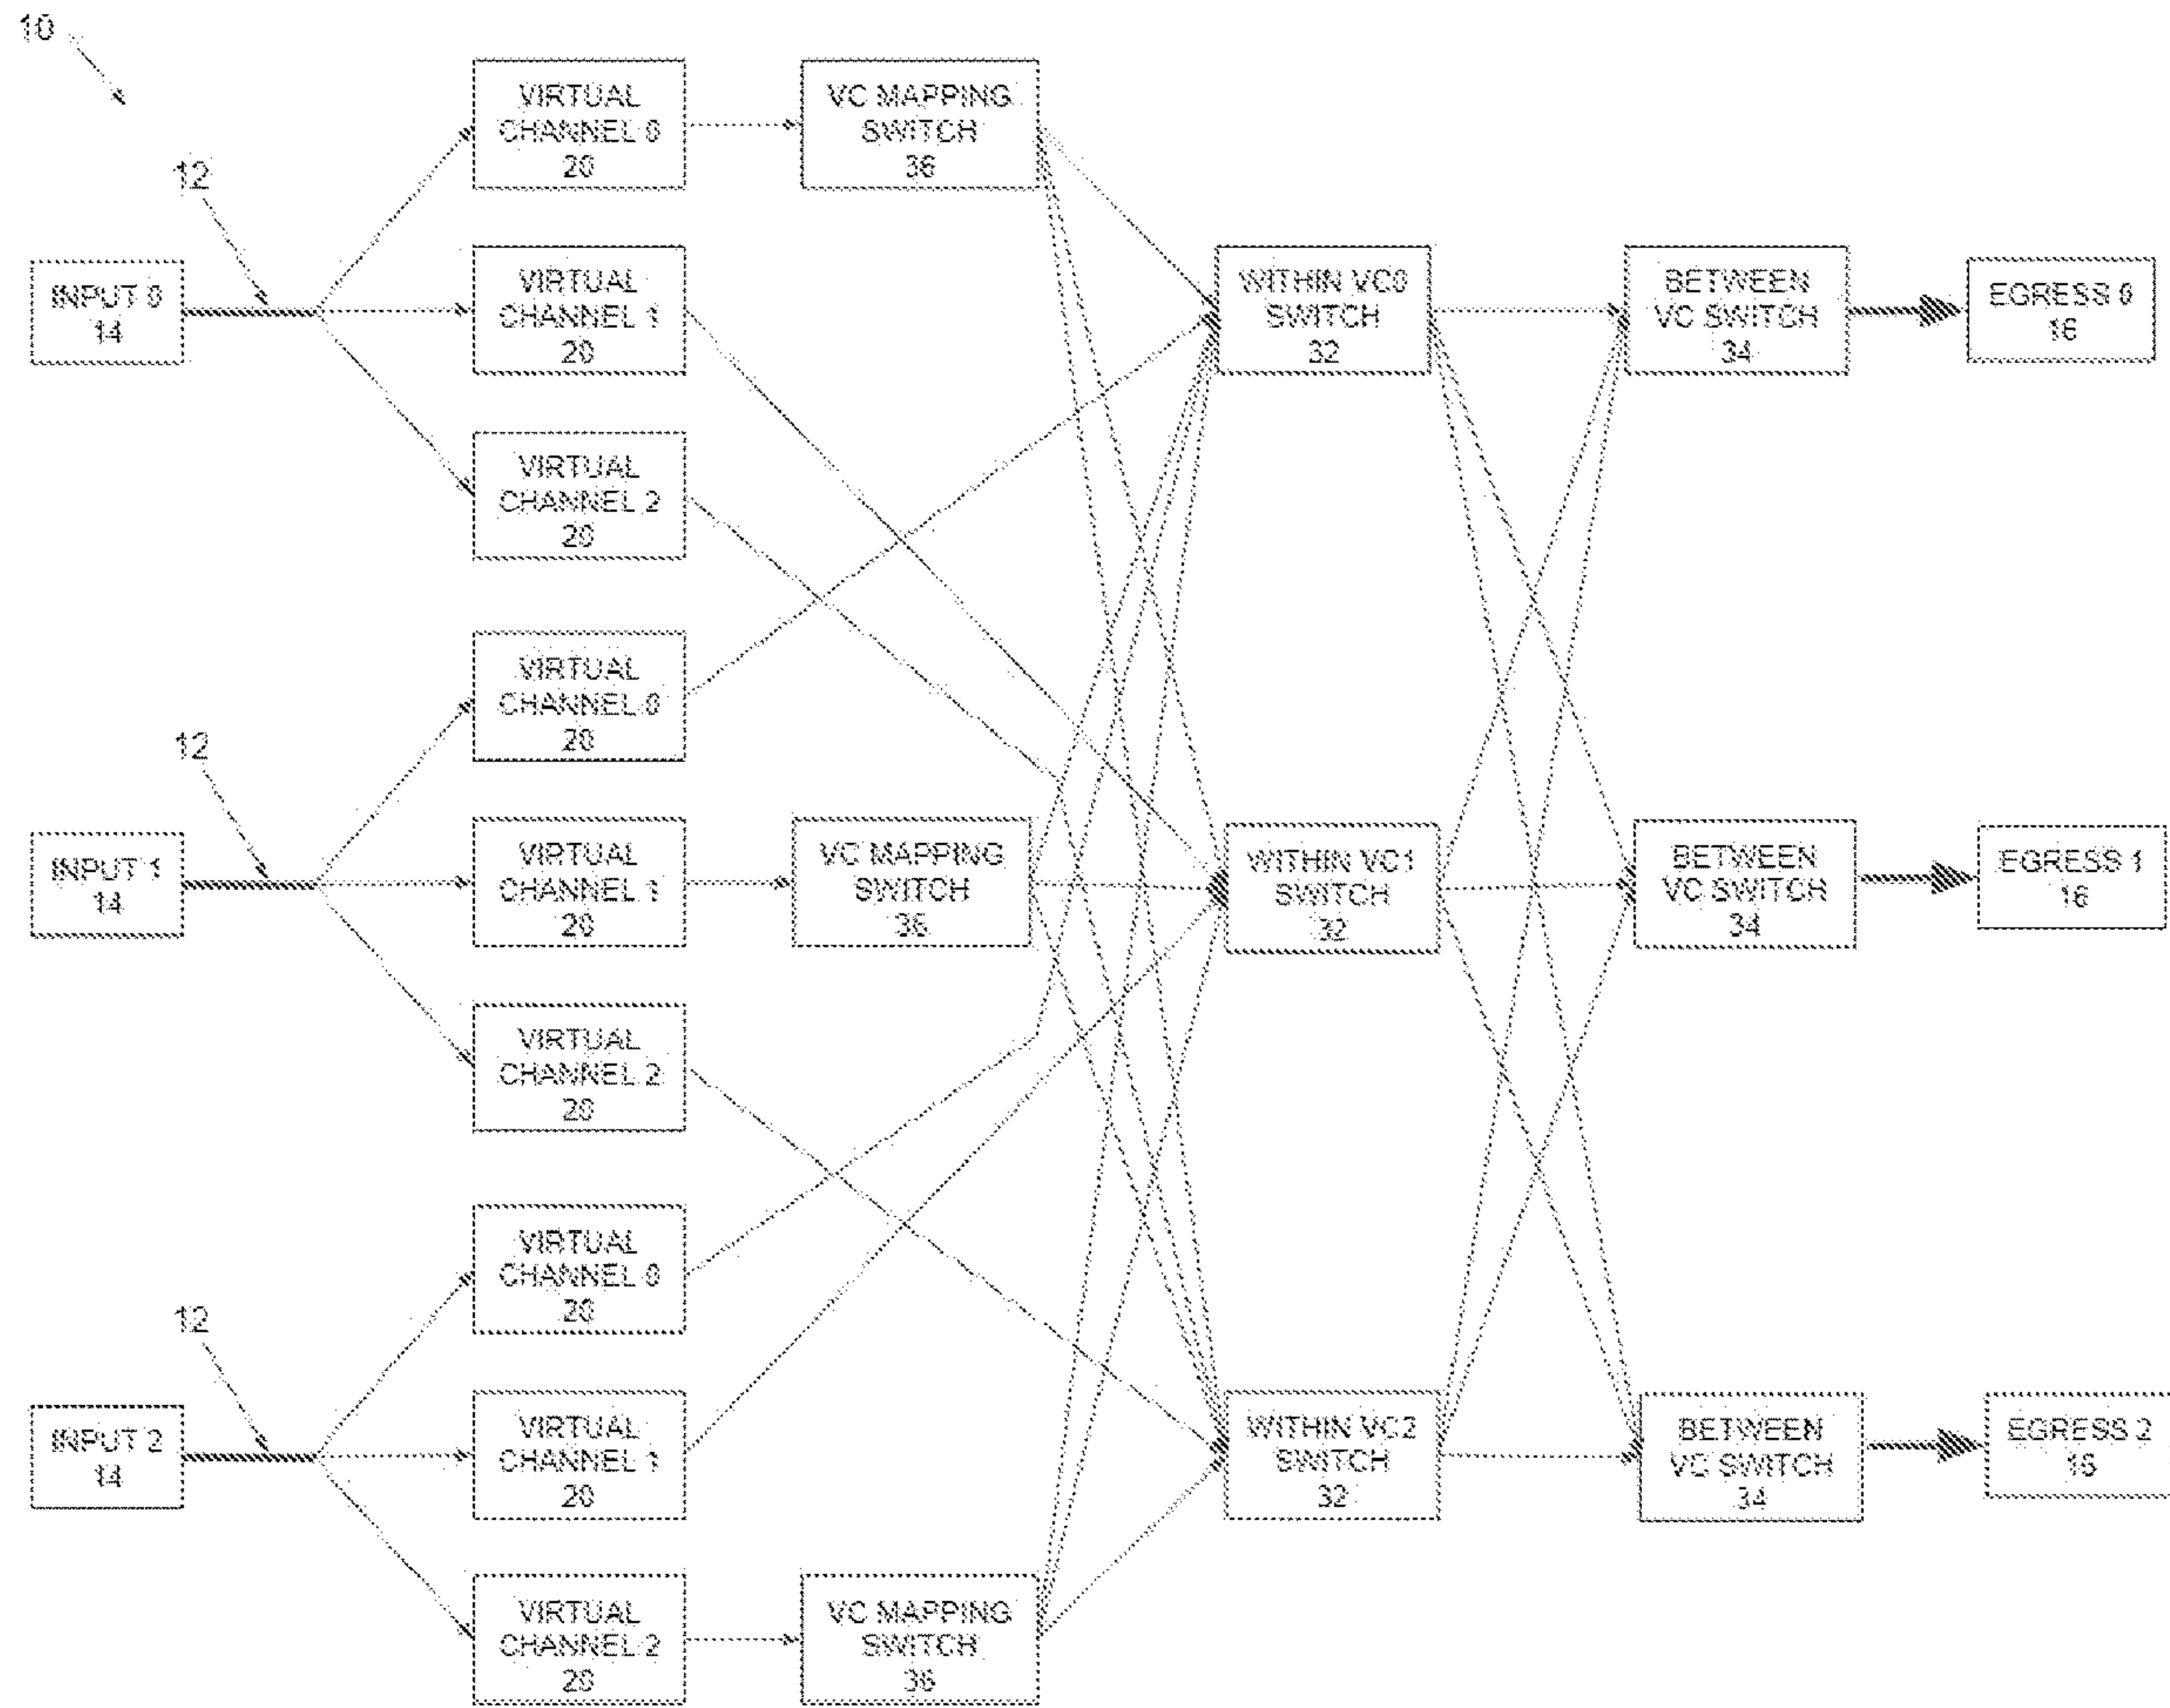 10
VIRTUAL
CHANNEL 0
20
VC MAPPING
SWITCH
36
12
INPUT 0
14
VIRTUAL
CHANNEL 1
20
WITHIN VC0
SWITCH
32
BETWEEN
VC SWITCH
34
EGRESS 0
16
VIRTUAL
CHANNEL 2
20
VIRTUAL
CHANNEL 0
20
12
INPUT 1
14
VIRTUAL
CHANNEL 1
20
VC MAPPING
SWITCH
36
WITHIN VC1
SWITCH
32
BETWEEN
VC SWITCH
34
EGRESS 1
16
VIRTUAL
CHANNEL 2
20
VIRTUAL
CHANNEL 0
20
12
INPUT 2
14
VIRTUAL
CHANNEL 1
20
WITHIN VC2
SWITCH
32
BETWEEN
VC SWITCH
34
EGRESS 2
16
VIRTUAL
CHANNEL 2
20
VC MAPPING
SWITCH
36